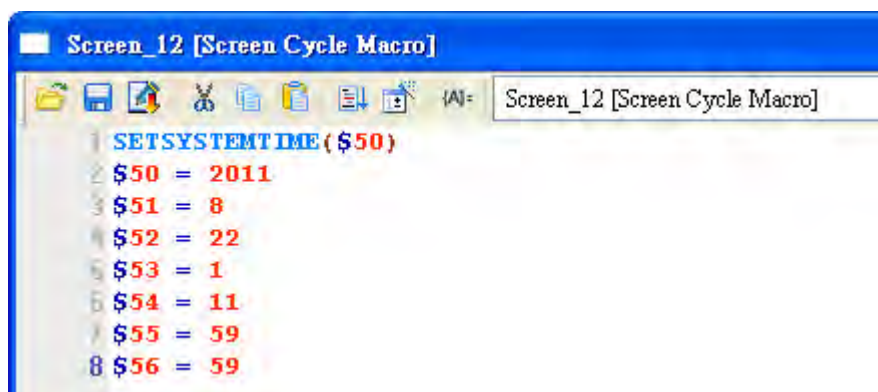 Screen_12 [Screen Cycle Macro]
{A}= Screen_12 [Screen Cycle Macro]
1 SETSYSTEMTIME($50)
2 $50 = 2011
3 $51 = 8
4 $52 = 22
5 $53 = 1
6 $54 = 11
7 $55 = 59
8 $56 = 59